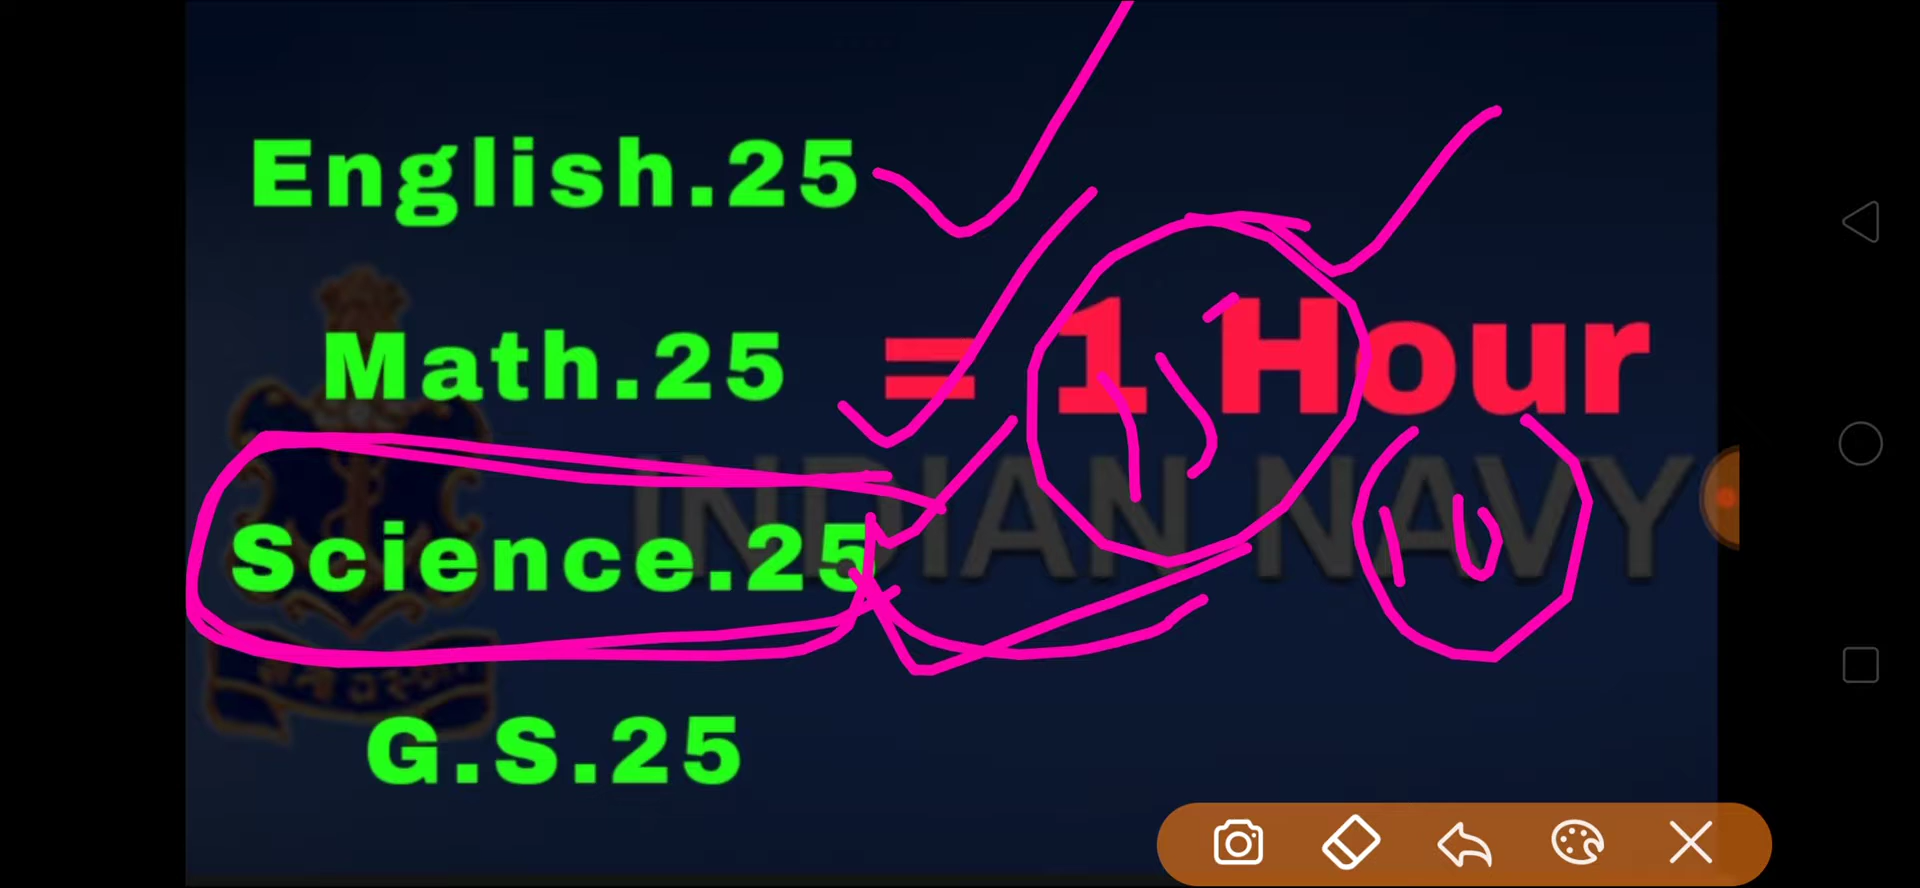 English.25
Math.25 = 1 Hour
INDIAN NAVY
Science.25
G.S.25